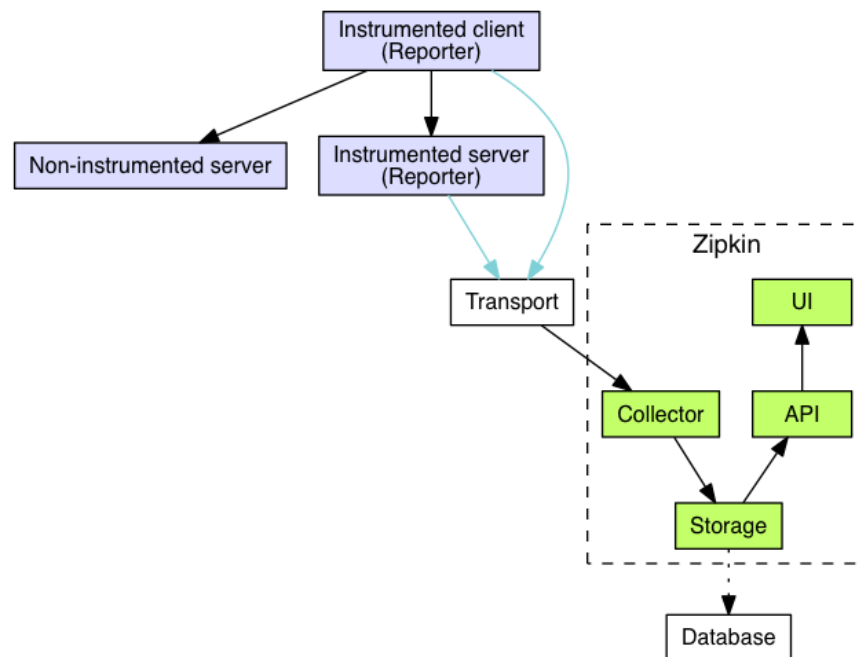 Instrumented client
(Reporter)
Non-instrumented server
Instrumented server
(Reporter)
Zipkin
Transport
UI
Collector
API
Storage
Database